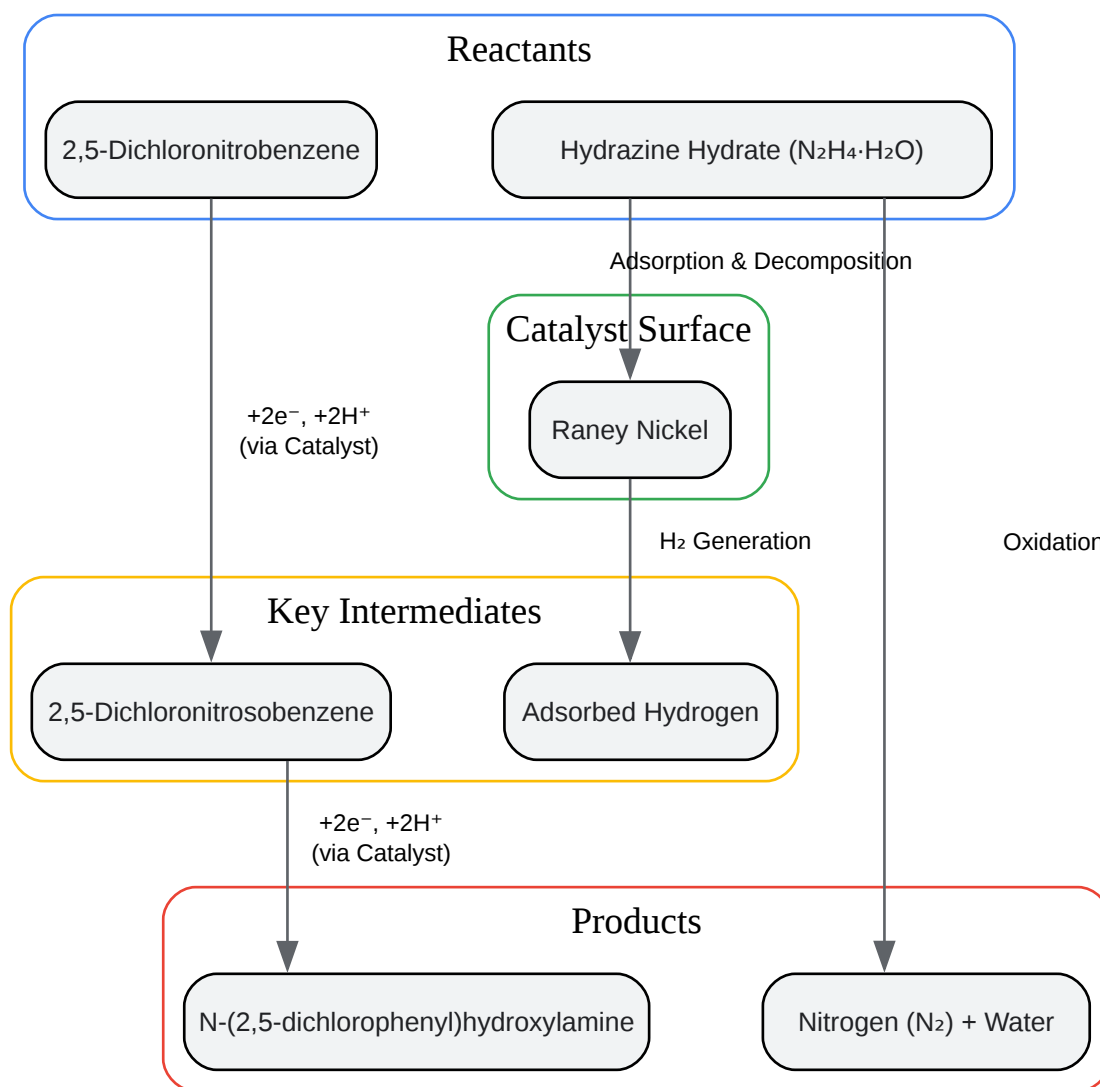 Reactants
2,5-Dichloronitrobenzene
Hydrazine Hydrate (N₂H₄·H₂O)
Adsorption & Decomposition
Catalyst Surface
+2e⁻, +2H⁺
(via Catalyst)
Raney Nickel
H₂ Generation
Oxidation
Key Intermediates
2,5-Dichloronitrosobenzene
Adsorbed Hydrogen
+2e⁻, +2H⁺
(via Catalyst)
Products
N-(2,5-dichlorophenyl)hydroxylamine
Nitrogen (N₂) + Water